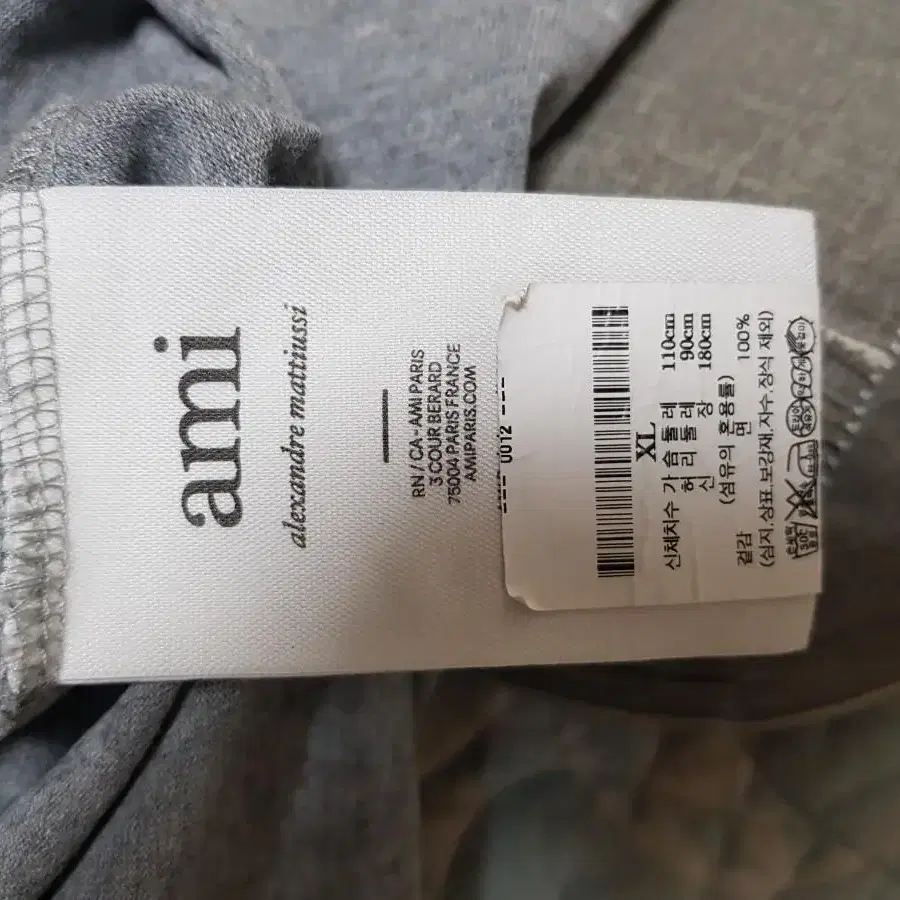 ami
alexandre mattiussi
RN / CA - AMI PARIS
3 COUR BERARD
75004 PARIS FRANCE
AMIPARIS.COM
0012
XL
신체치수 가슴둘레 110cm
허리둘레 90cm
신 장 180cm
(섬유의 혼용률)
겉감 면 100%
(심지,상표,보강재,자수,장식 제외)